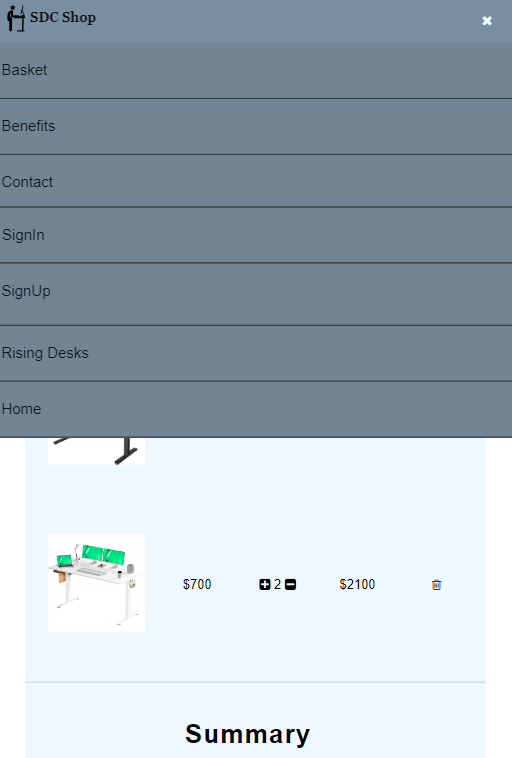 SDC Shop
Basket
Benefits
Contact
SignIn
SignUp
Rising Desks
Home
$700 2 $2100
Summary